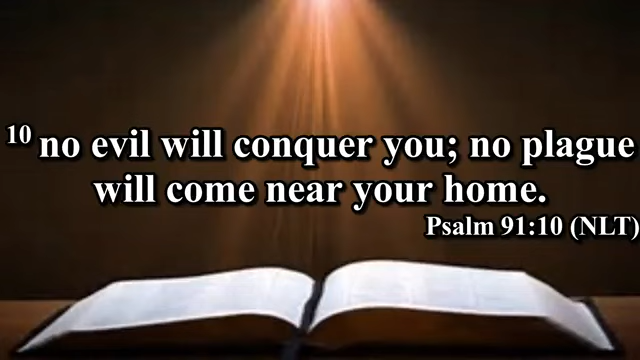 10 no evil will conquer you; no plague
will come near your home.
Psalm 91:10 (NLT)